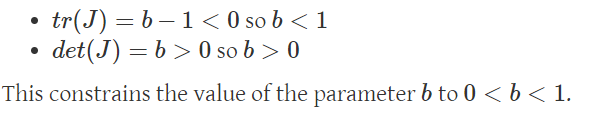 • tr(J) = b − 1 < 0 so b < 1
• det(J) = b > 0 so b > 0
This constrains the value of the parameter b to 0 < b < 1.